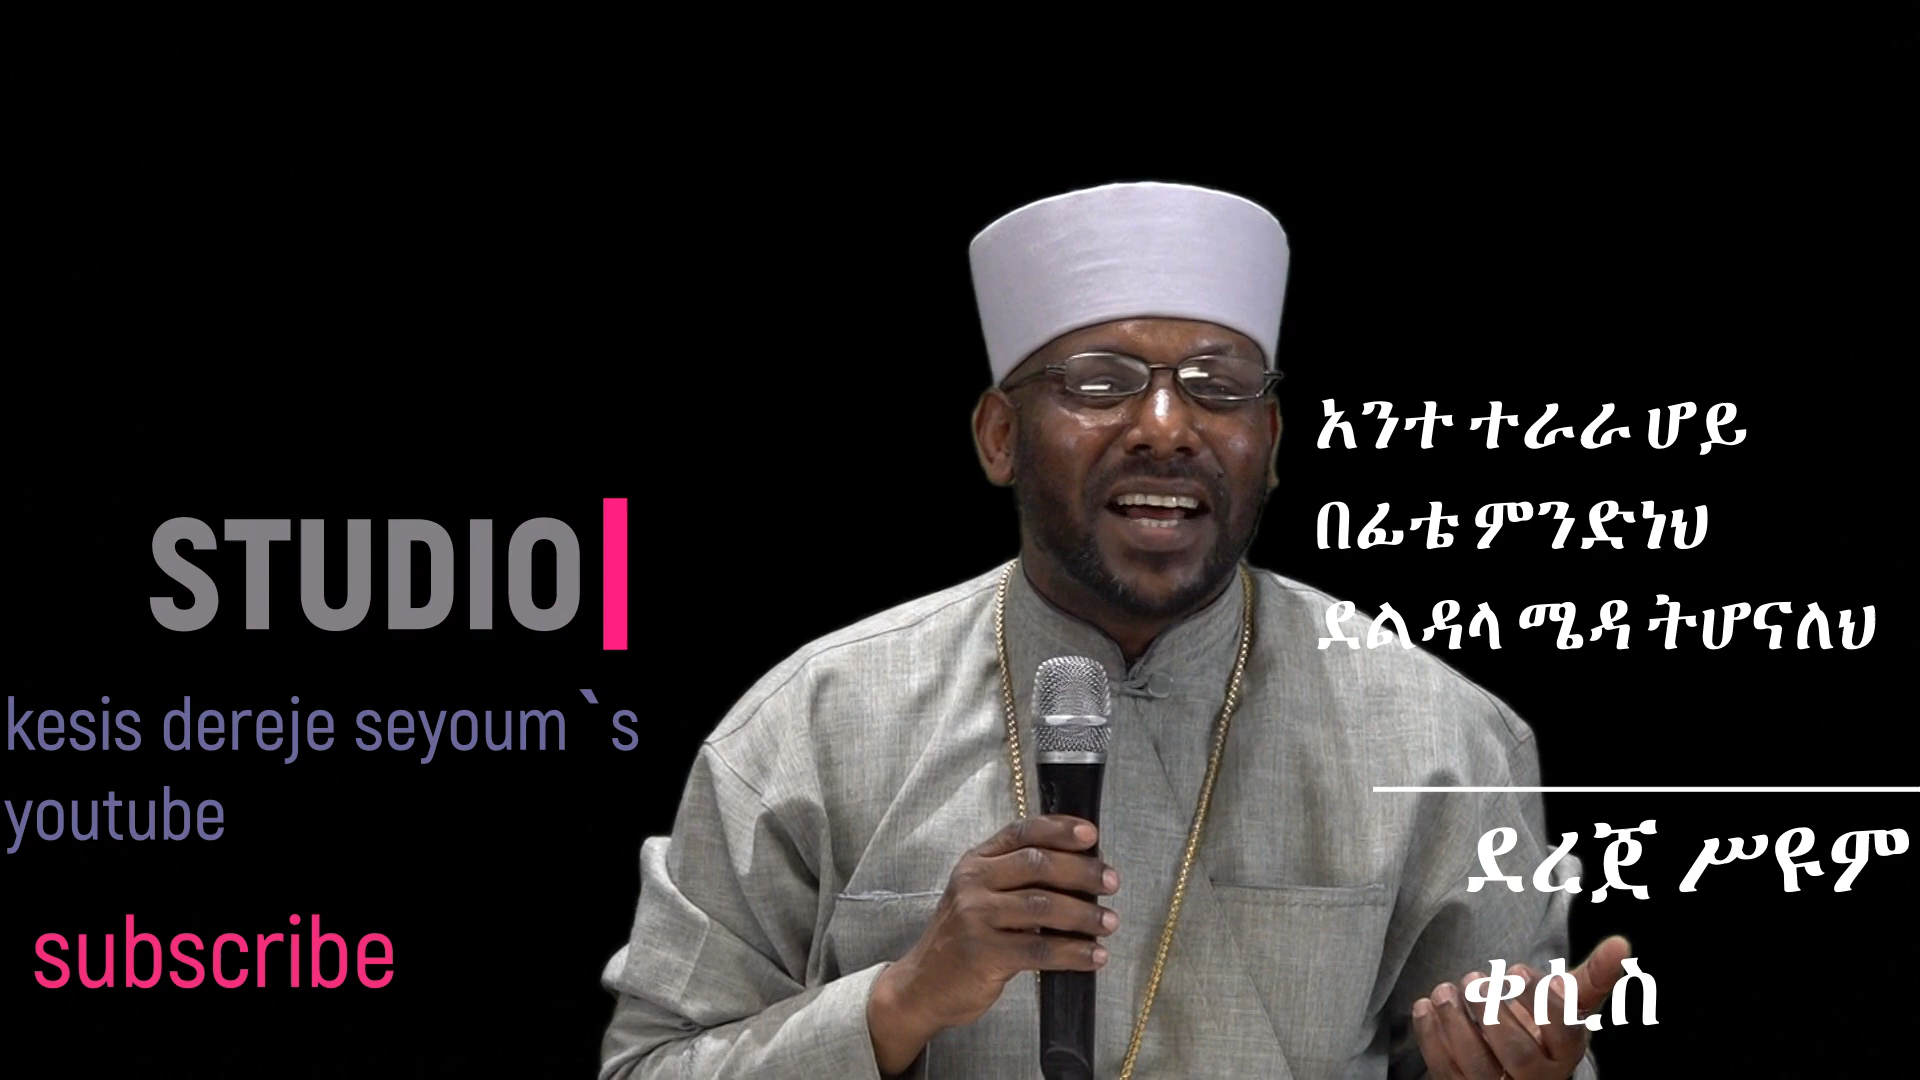 STUDIO
kesis dereje seyoum`s
youtube
subscribe
አንተ ተራራ ሆይ
በፊቴ ምንድነህ
ደልዳላ ሜዳ ትሆናለህ
ደረጀ ሥዩም
ቀሲስ